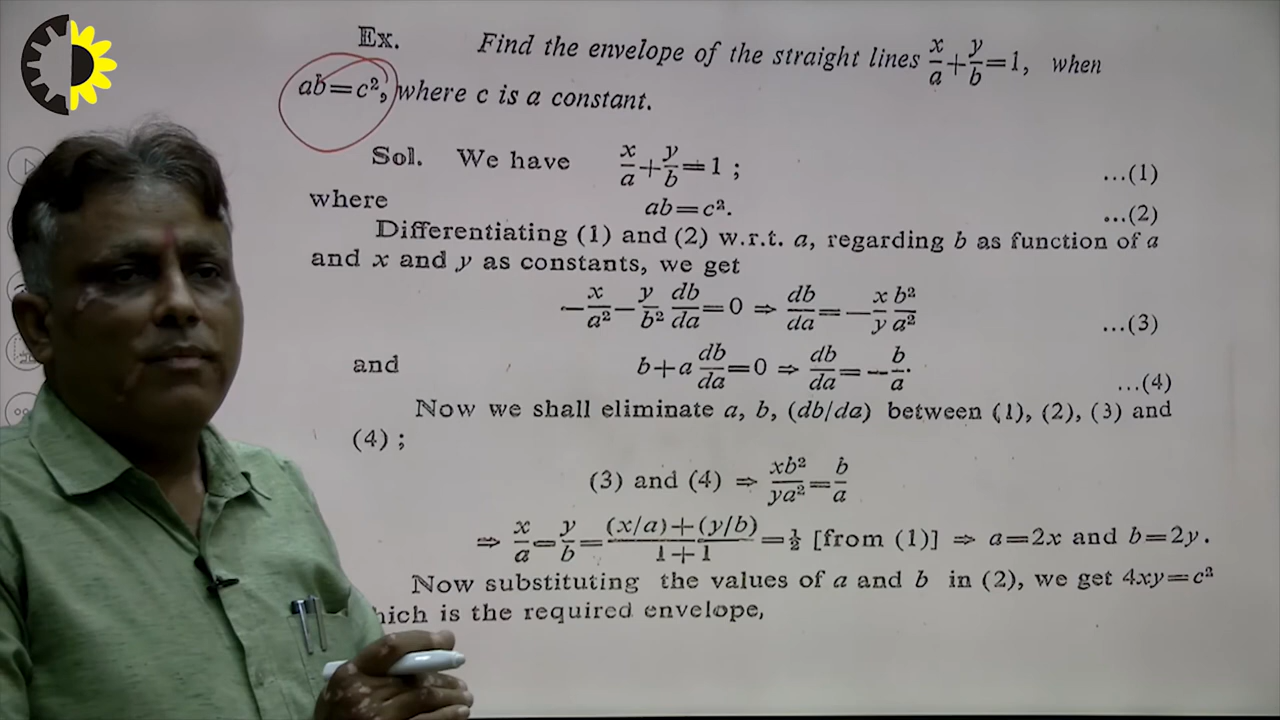 Ex. Find the envelope of the straight lines x/a + y/b = 1, when
ab=c², where c is a constant.
Sol. We have x/a + y/b = 1 ; ...(1)
where
ab=c². ...(2)
Differentiating (1) and (2) w.r.t. a, regarding b as function of a
and x and y as constants, we get
-x/a² - y/b² db/da = 0 ⇒ db/da = - x/y b²/a² ...(3)
and b+a db/da = 0 ⇒ db/da = - b/a. ...(4)
Now we shall eliminate a, b, (db/da) between (1), (2), (3) and
(4) ;
(3) and (4) ⇒ xb²/ya² = b/a
⇒ x/a = y/b = (x/a)+(y/b)/1+1 = ½ [from (1)] ⇒ a=2x and b=2y.
Now substituting the values of a and b in (2), we get 4xy=c²
is the required envelope,